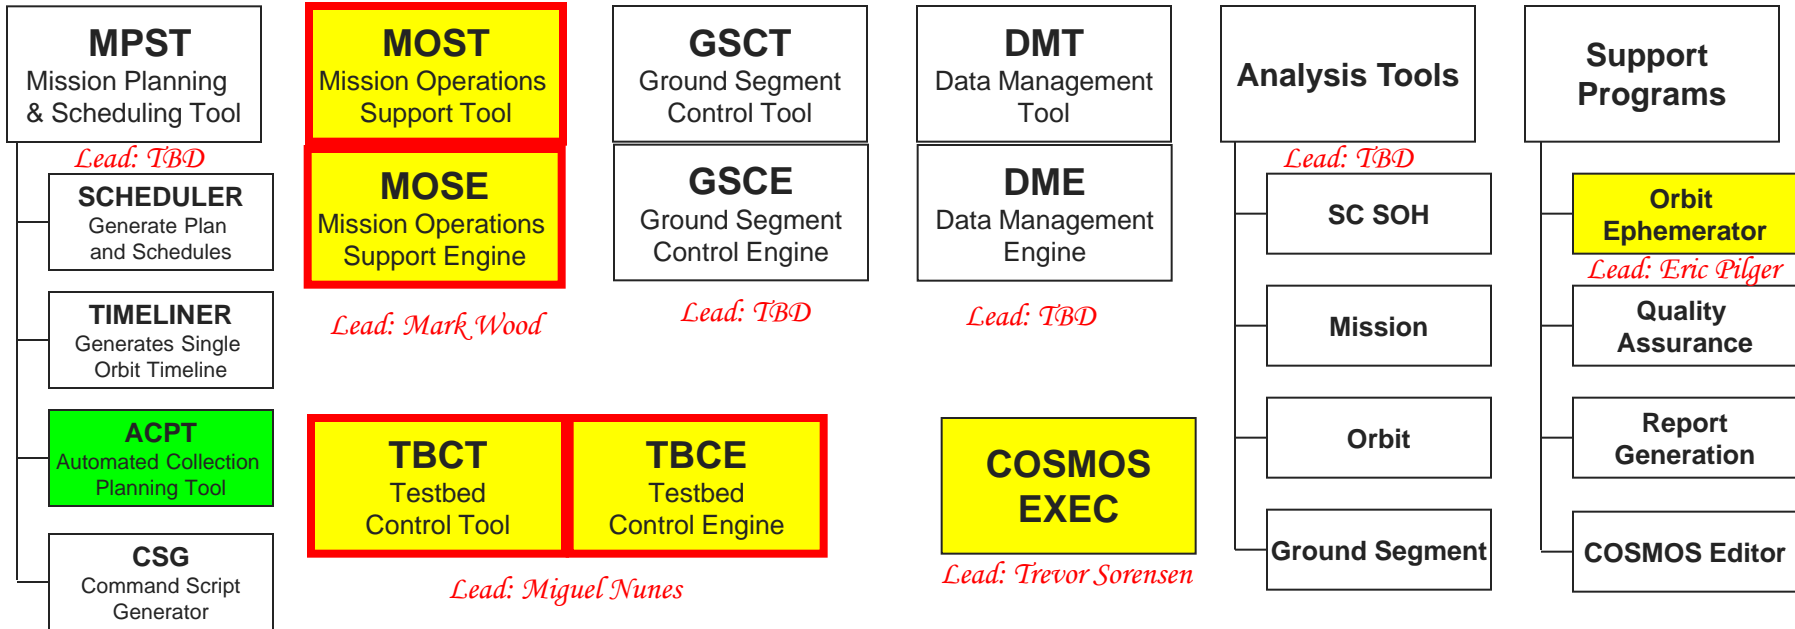 MPST
Mission Planning
& Scheduling Tool
Lead: TBD
SCHEDULER
Generate Plan
and Schedules
TIMELINER
Generates Single
Orbit Timeline
ACPT
Automated Collection
Planning Tool
CSG
Command Script
Generator
MOST
Mission Operations
Support Tool
MOSE
Mission Operations
Support Engine
Lead: Mark Wood
GSCT
Ground Segment
Control Tool
GSCE
Ground Segment
Control Engine
Lead: TBD
DMT
Data Management
Tool
DME
Data Management
Engine
Lead: TBD
TBCT
Testbed
Control Tool
TBCE
Testbed
Control Engine
Lead: Miguel Nunes
COSMOS
EXEC
Lead: Trevor Sorensen
Analysis Tools
Lead: TBD
SC SOH
Mission
Orbit
Ground Segment
Support
Programs
Orbit
Ephemerator
Lead: Eric Pilger
Quality
Assurance
Report
Generation
COSMOS Editor